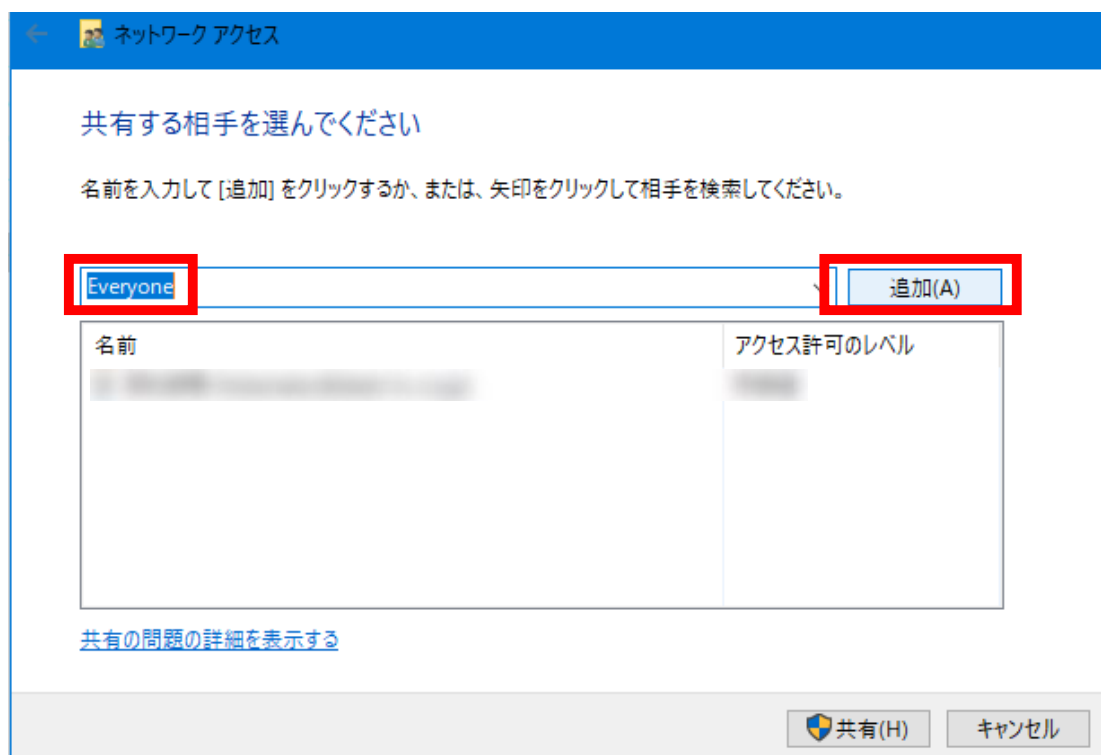 ネットワーク アクセス
共有する相手を選んでください
名前を入力して [追加] をクリックするか、または、矢印をクリックして相手を検索してください。
Everyone 追加(A)
名前 アクセス許可のレベル
共有の問題の詳細を表示する
共有(H) キャンセル